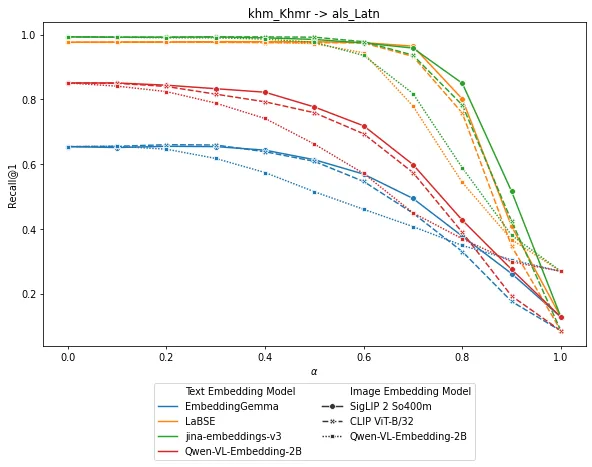 khm_Khmr -> als_Latn
Recall@1
1.0
0.8
0.6
0.4
0.2
0.0 0.2 0.4 0.6 0.8 1.0
α
Text Embedding Model
EmbeddingGemma
LaBSE
jina-embeddings-v3
Qwen-VL-Embedding-2B
Image Embedding Model
SigLIP 2 So400m
CLIP ViT-B/32
Qwen-VL-Embedding-2B